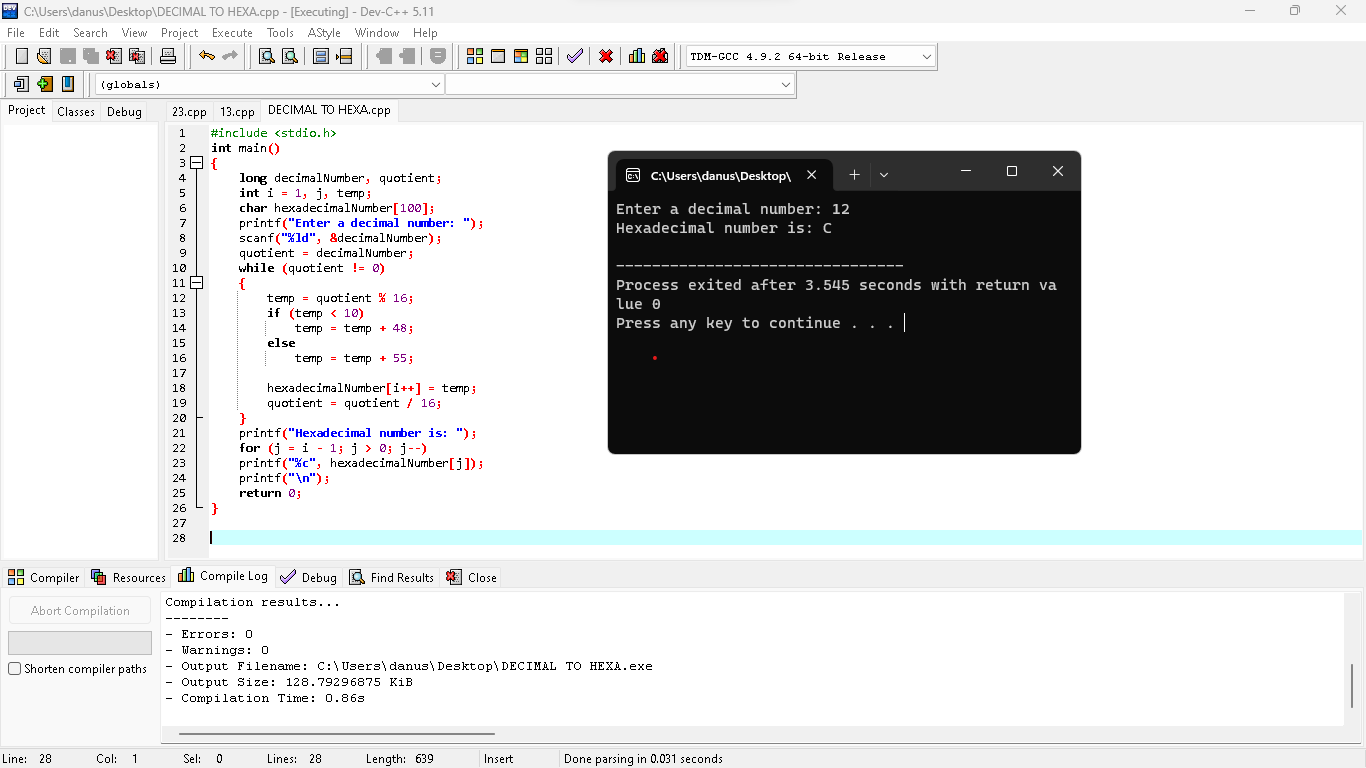 C:\Users\danus\Desktop\DECIMAL TO HEXA.cpp - [Executing] - Dev-C++ 5.11
File Edit Search View Project Execute Tools AStyle Window Help
TDM-GCC 4.9.2 64-bit Release
(globals)
Project Classes Debug
23.cpp 13.cpp DECIMAL TO HEXA.cpp
1 #include <stdio.h>
2 int main()
3 {
4 long decimalNumber, quotient;
5 int i = 1, j, temp;
6 char hexadecimalNumber[100];
7 printf("Enter a decimal number: ");
8 scanf("%ld", &decimalNumber);
9 quotient = decimalNumber;
10 while (quotient != 0)
11 {
12 temp = quotient % 16;
13 if (temp < 10)
14 temp = temp + 48;
15 else
16 temp = temp + 55;
17
18 hexadecimalNumber[i++] = temp;
19 quotient = quotient / 16;
20 }
21 printf("Hexadecimal number is: ");
22 for (j = i - 1; j > 0; j--)
23 printf("%c", hexadecimalNumber[j]);
24 printf("\n");
25 return 0;
26 }
27
28
C:\Users\danus\Desktop\
Enter a decimal number: 12
Hexadecimal number is: C
--------------------------------
Process exited after 3.545 seconds with return va
lue 0
Press any key to continue . . .
Compiler Resources Compile Log Debug Find Results Close
Abort Compilation
Shorten compiler paths
Compilation results...
--------
- Errors: 0
- Warnings: 0
- Output Filename: C:\Users\danus\Desktop\DECIMAL TO HEXA.exe
- Output Size: 128.79296875 KiB
- Compilation Time: 0.86s
Line: 28 Col: 1 Sel: 0 Lines: 28 Length: 639 Insert Done parsing in 0.031 seconds